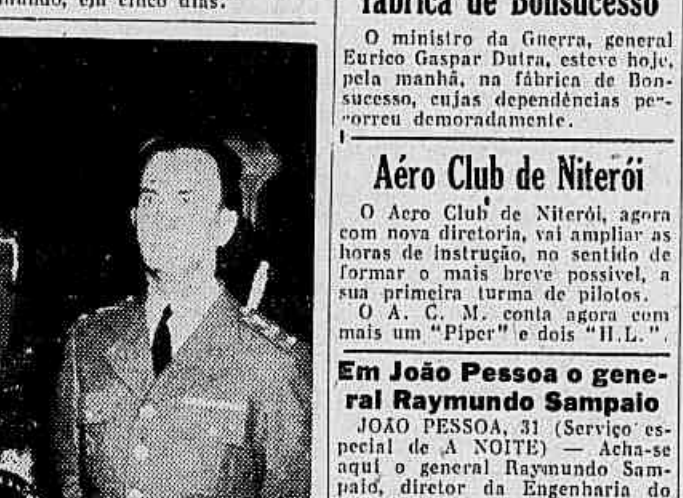 em cinco dias.
fábrica de Bonsucesso
O ministro da Guerra, general
Eurico Gaspar Dutra, esteve hoje,
pela manhã, na fábrica de Bon-
sucesso, cujas dependências pe--
-orreu demoradamente.
Aéro Club de Niterói
O Aero Club de Niterói, agora
com nova diretoria, vai ampliar as
horas de instrução, no sentido de
formar o mais breve possivel, a
sua primeira turma de pilotos.
O A. C. M. conta agora com
mais um "Piper" e dois "H.L.".
Em João Pessoa o gene-
ral Raymundo Sampaio
JOÃO PESSOA, 31 (Serviço es-
pecial de A NOITE) — Acha-se
aqui o general Raymundo Sam-
paio, diretor da Engenharia do